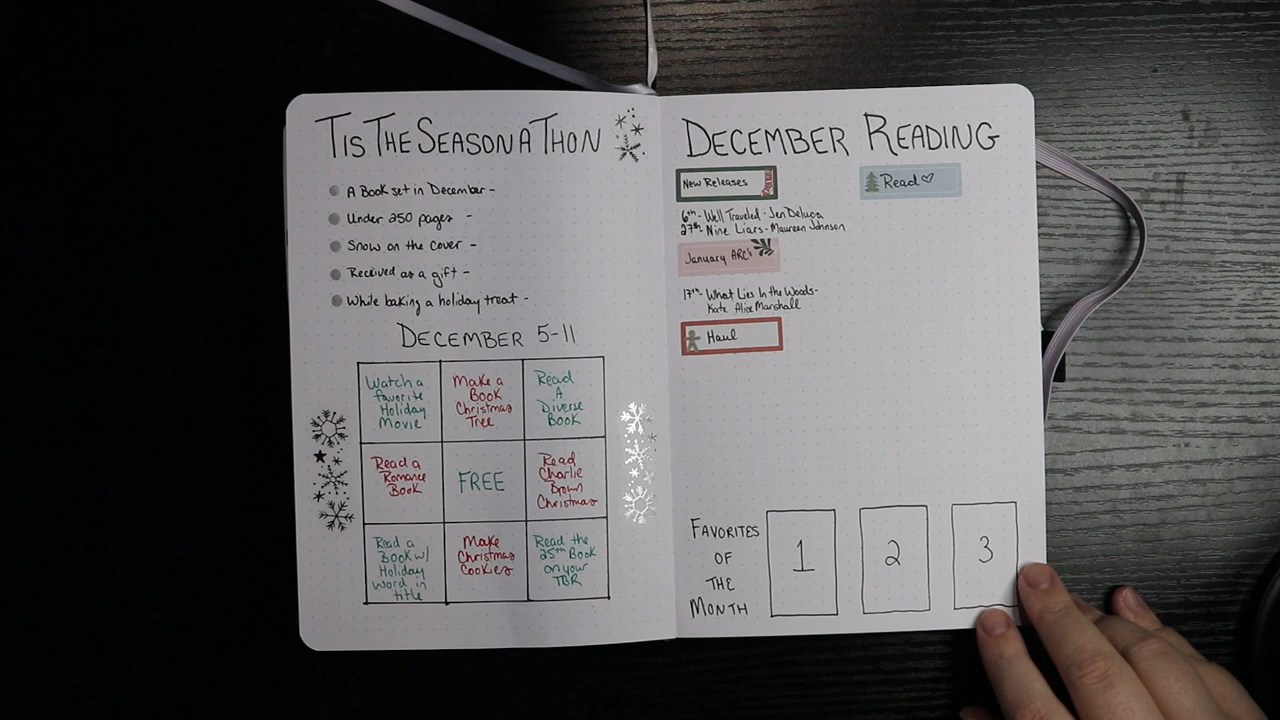 TIS THE SEASON A THON
A Book set in December -
Under 250 pages -
Snow on the cover -
Received as a gift -
While baking a holiday treat -
DECEMBER 5-11
Watch a
favorite
Holiday
Movie
Make a
Book
Christmas
Tree
Read
A
Diverse
Book
Read a
Romance
Book
FREE
Read
Charlie
Brown
Christmas
Read a
Book w/
Holiday
word in
title
Make
Christmas
Cookies
Read the
25th Book
on your
TBR
DECEMBER READING
New Releases
6th - Well Traveled - Jen Deluca
27th - Nine Liars - Maureen Johnson
January ARC's
17th - What Lies In the Woods -
Kate Alice Marshall
Haul
Read ♡
FAVORITES
OF
THE
MONTH
1
2
3